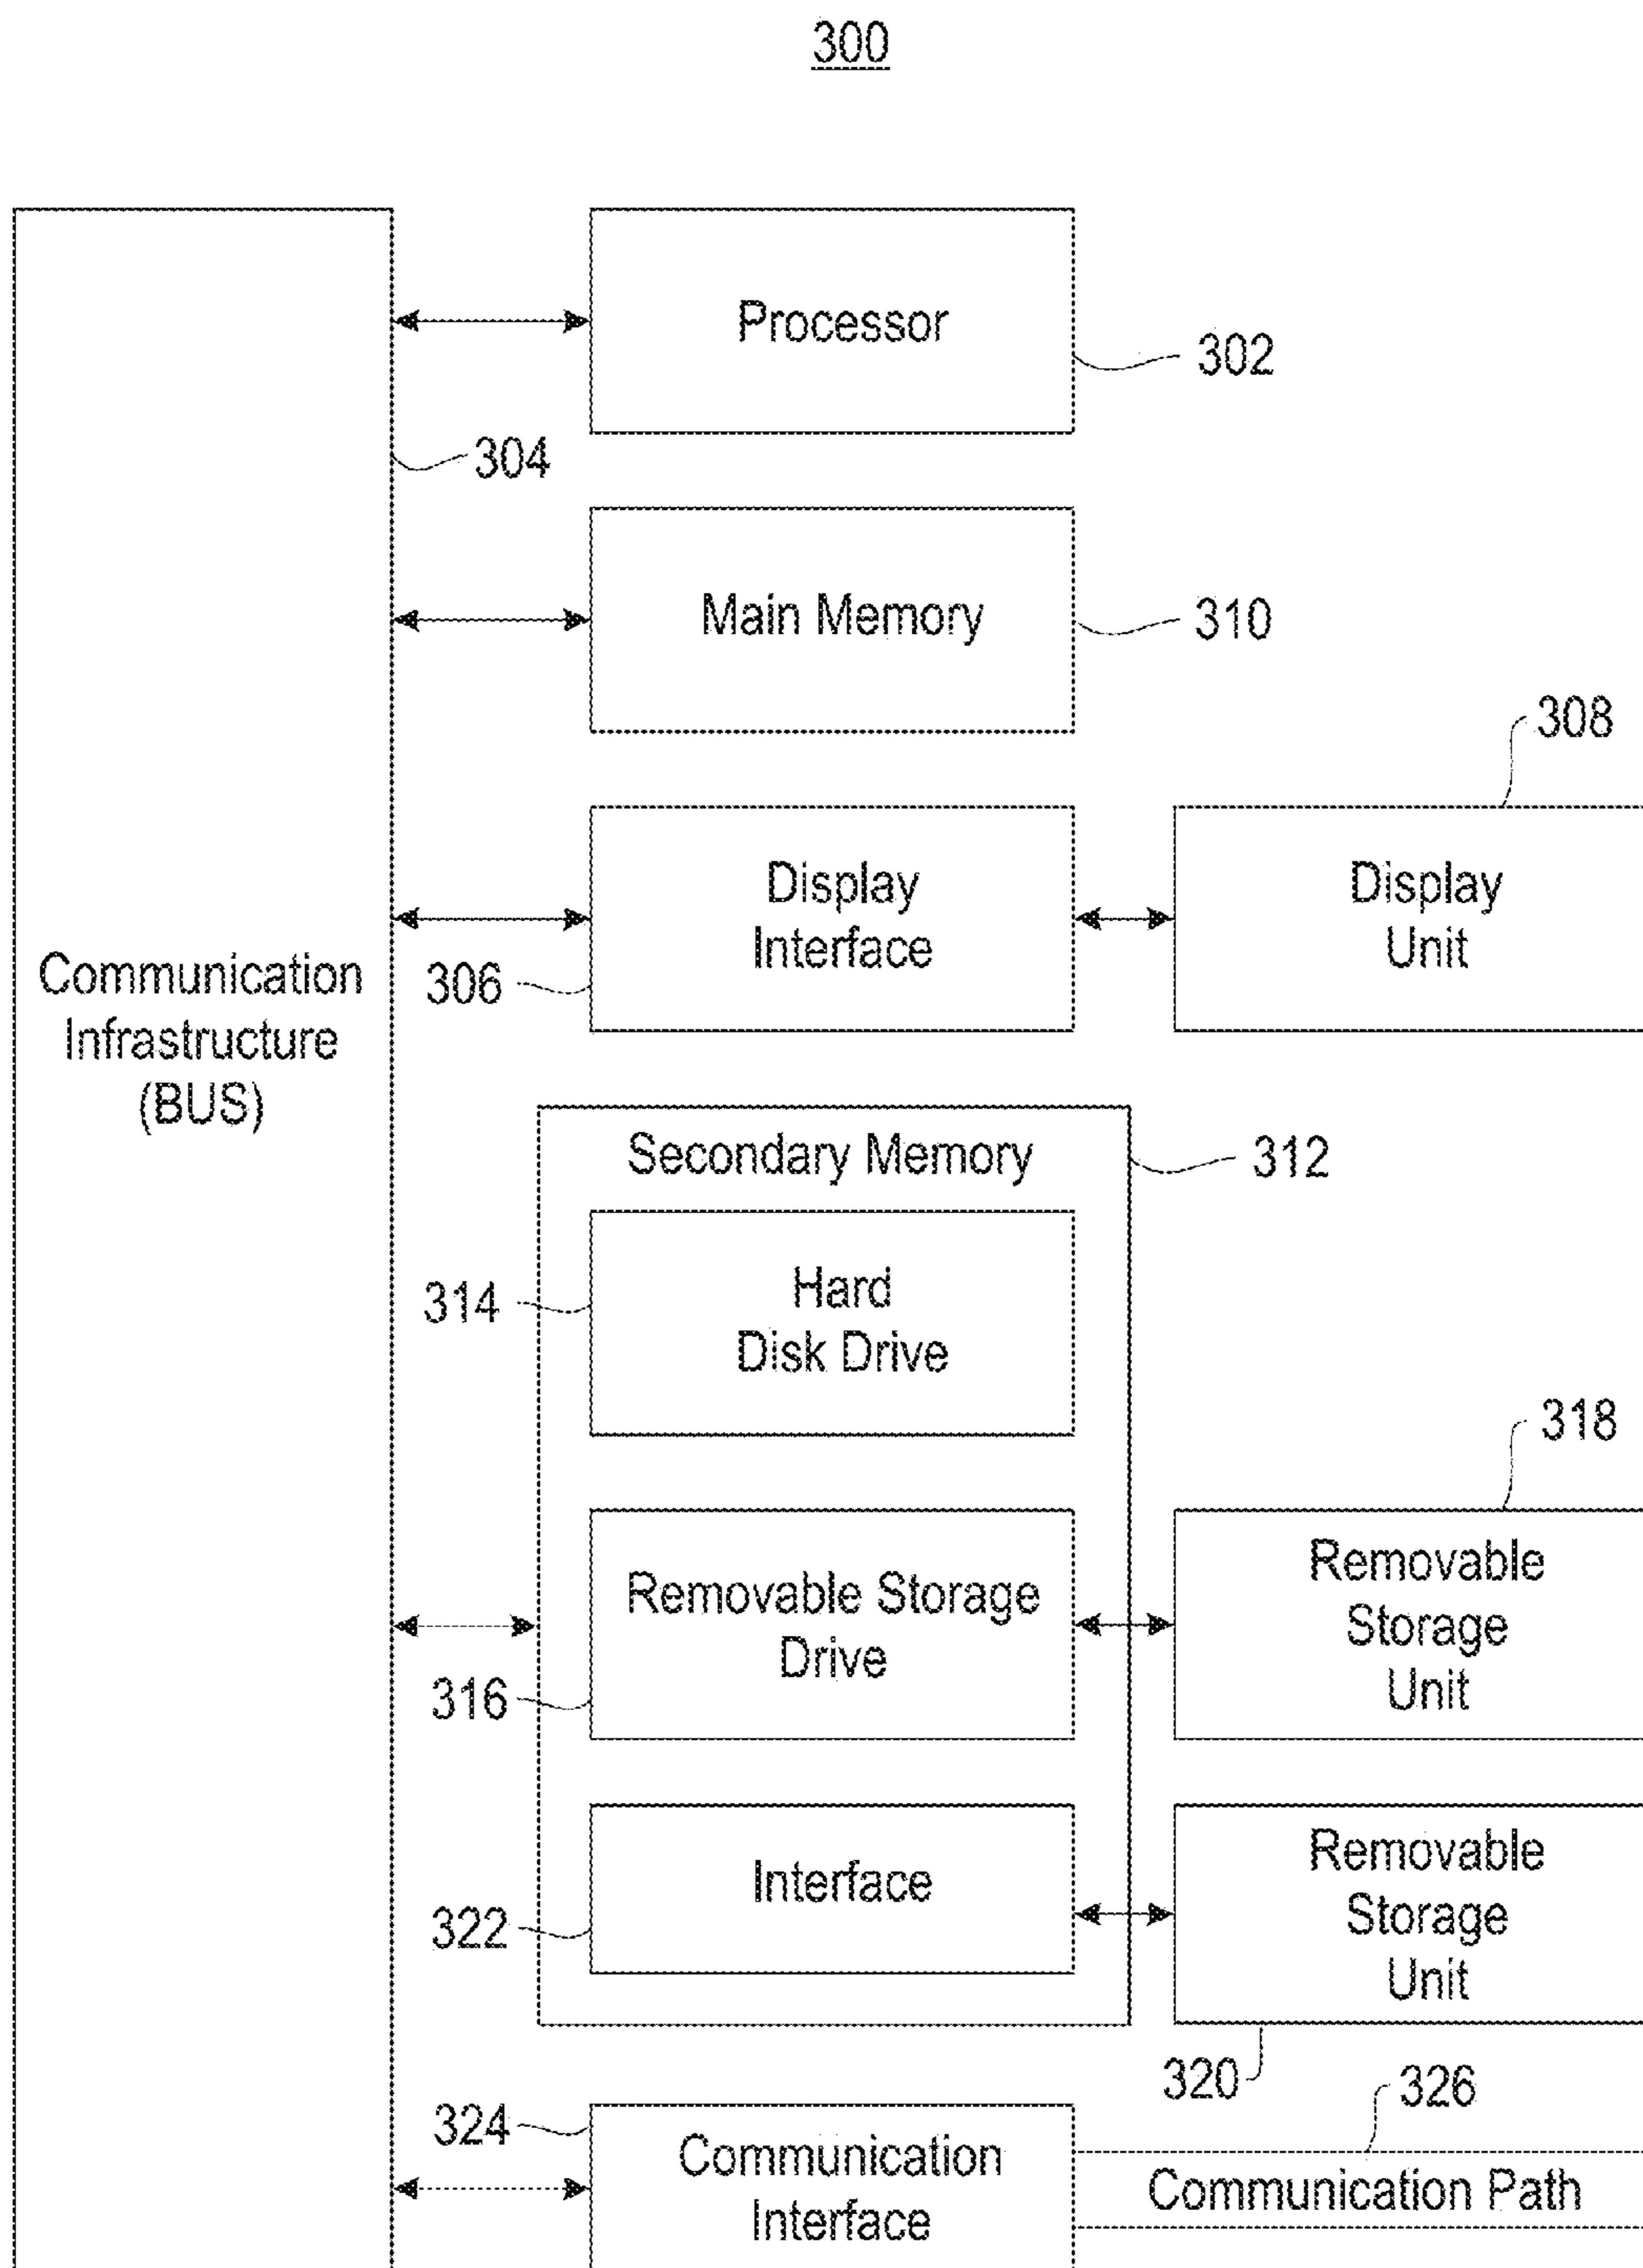 300
Processor
302
304
Main Memory
310
308
Display
Interface
306
Display
Unit
Communication
Infrastructure
(BUS)
Secondary Memory
312
Hard
Disk Drive
314
318
Removable Storage
Drive
316
Removable
Storage
Unit
Interface
322
Removable
Storage
Unit
320
326
324
Communication
Interface
Communication Path